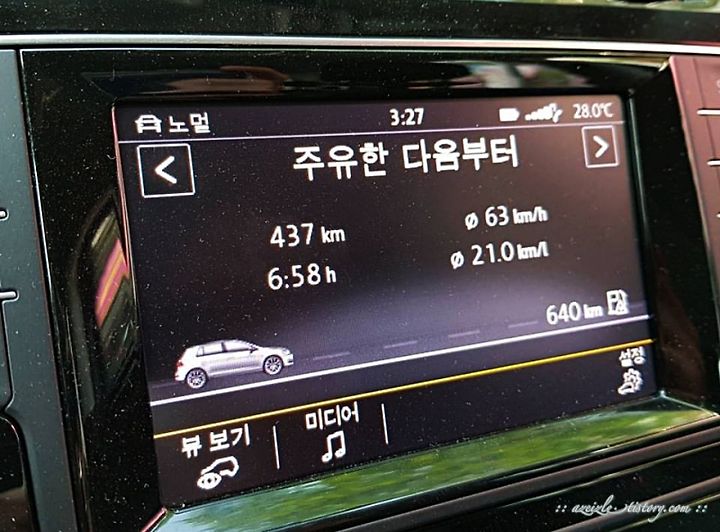 노멀 3:27 28.0°C
< 주유한 다음부터 >
437 km ø 63 km/h
6:58 h ø 21.0 km/l
640 km
설정
뷰 보기 미디어
:: azeizle.tistory.com ::